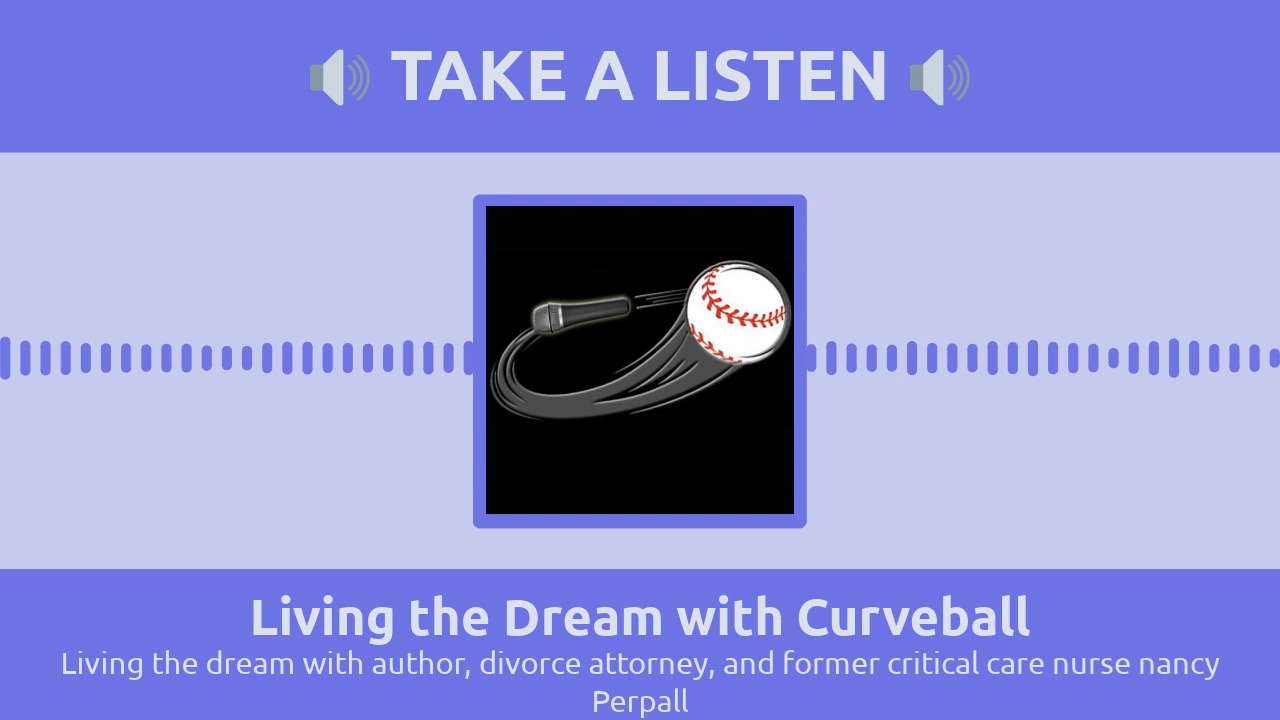 TAKE A LISTEN
Living the Dream with Curveball
Living the dream with author, divorce attorney, and former critical care nurse nancy
Perpall